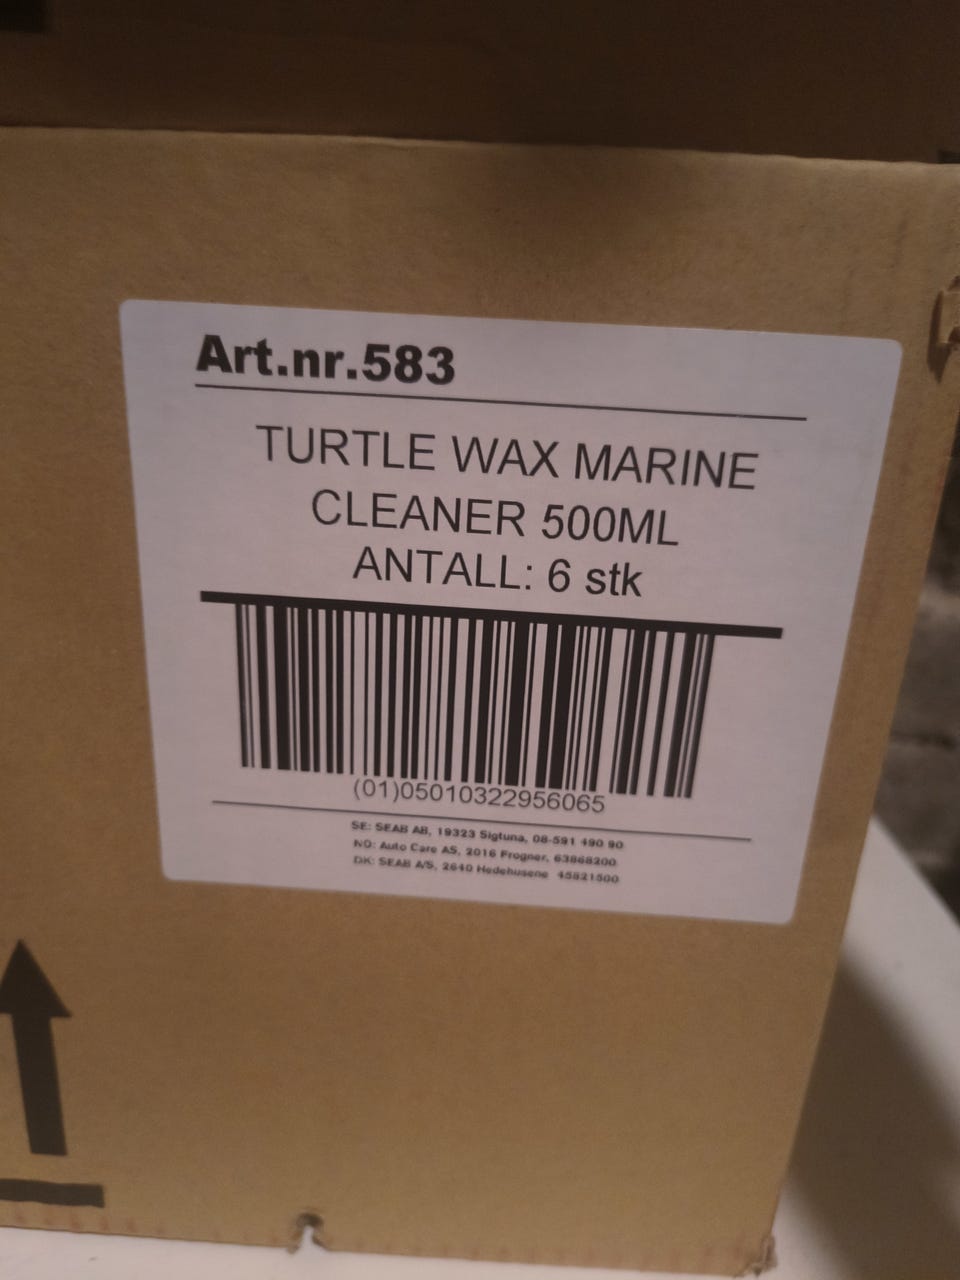 Art.nr.583
TURTLE WAX MARINE
CLEANER 500ML
ANTALL: 6 stk
(01)05010322956065
SE: SEAB AB, 19323 Sigtuna, 08-591 490 90
NO: Auto Care AS, 2016 Frogner, 63868200
DK: SEAB A/S, 2640 Hedehusene 45821500